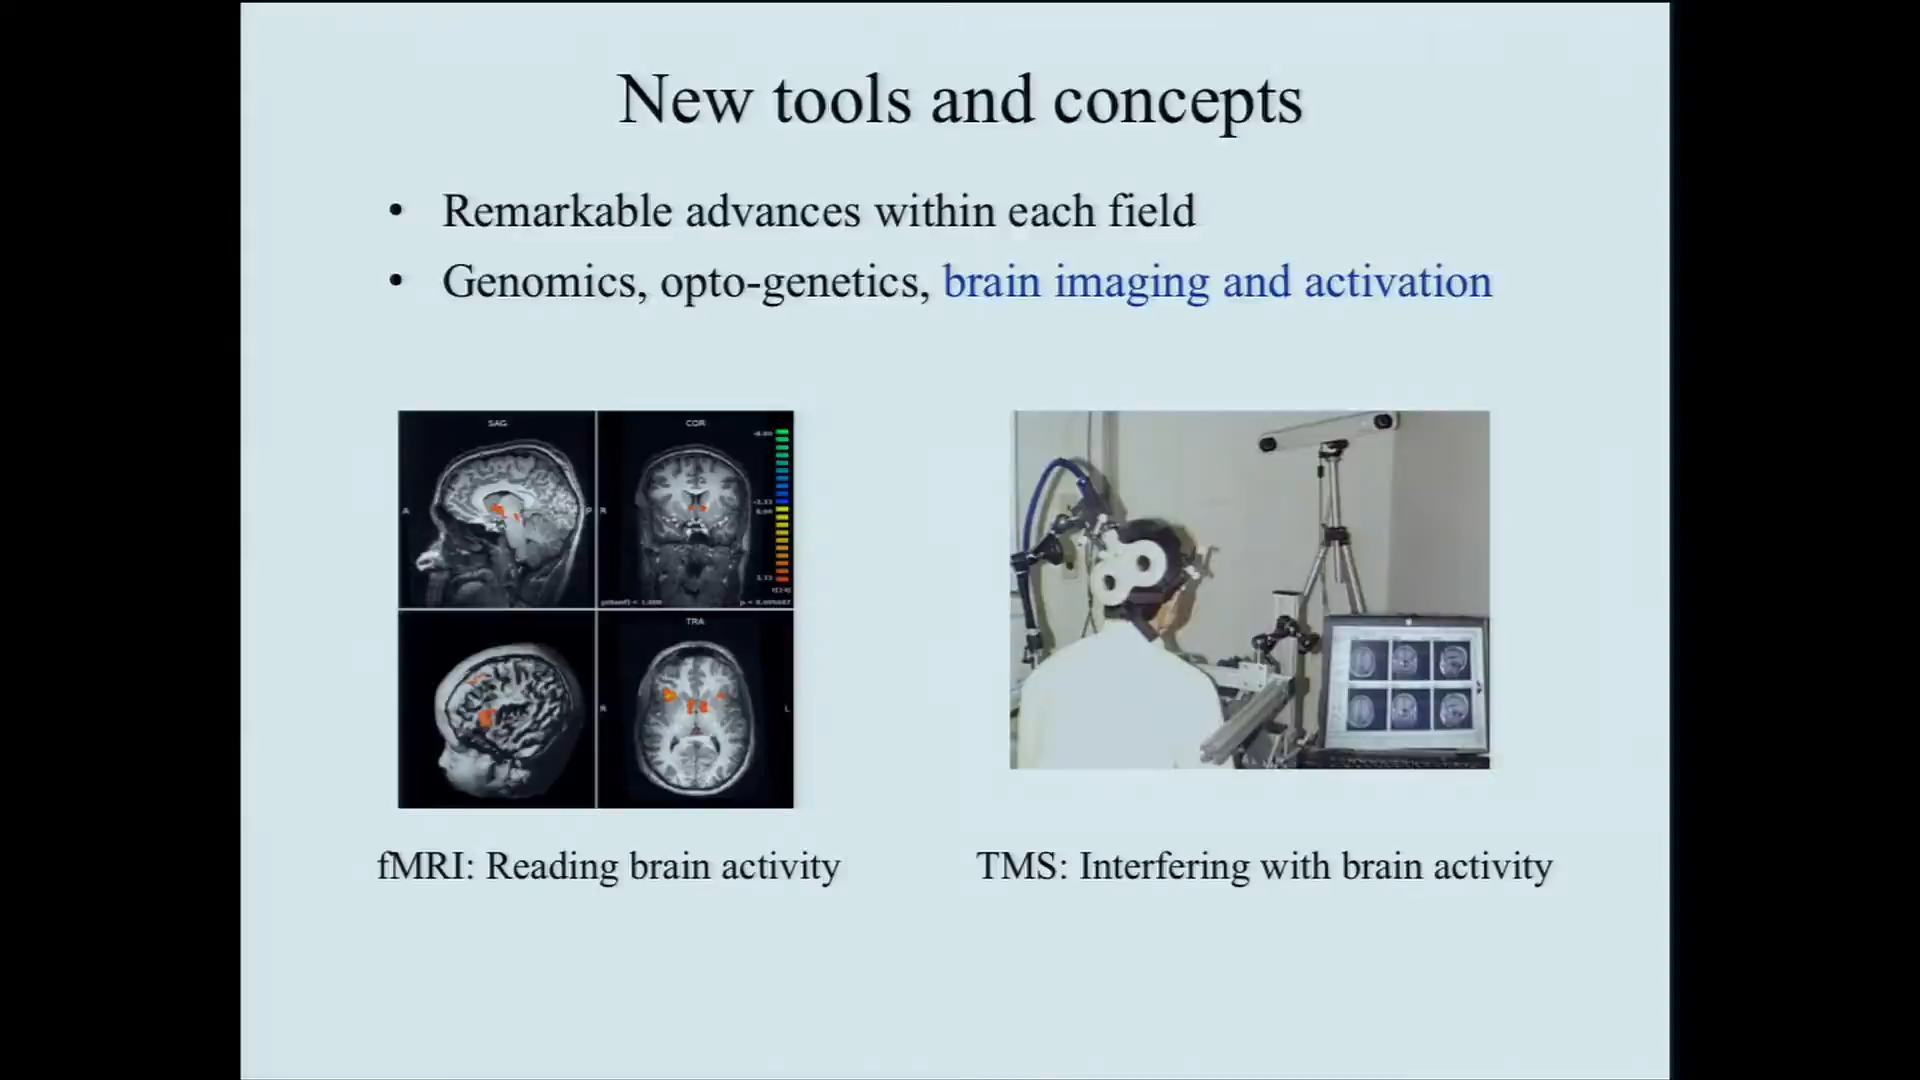 New tools and concepts
• Remarkable advances within each field
• Genomics, opto-genetics, brain imaging and activation
SAG
COR
A
P
R
TRA
R
L
fMRI: Reading brain activity
TMS: Interfering with brain activity